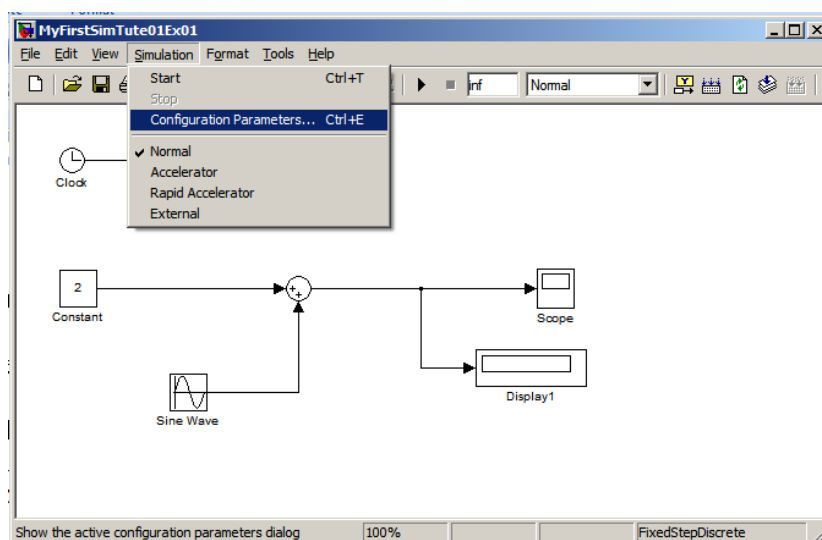 MyFirstSimTute01Ex01
File Edit View Simulation Format Tools Help
inf Normal
Start Ctrl+T
Stop
Configuration Parameters... Ctrl+E
Normal
Accelerator
Rapid Accelerator
External
Clock
2
Constant
+
+
Scope
Display1
Sine Wave
Show the active configuration parameters dialog 100% FixedStepDiscrete